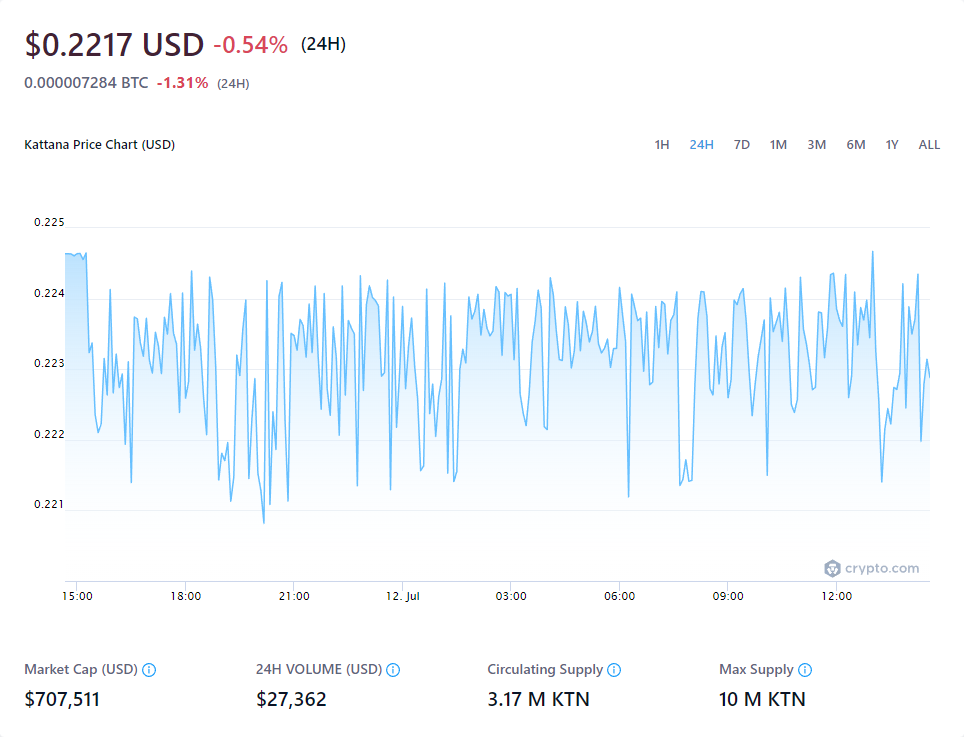 $0.2217 USD -0.54% (24H)
0.000007284 BTC -1.31% (24H)
Kattana Price Chart (USD) 1H 24H 7D 1M 3M 6M 1Y ALL
0.225
0.224
0.223
0.222
0.221
crypto.com
15:00 18:00 21:00 12. Jul 03:00 06:00 09:00 12:00
Market Cap (USD) 24H VOLUME (USD) Circulating Supply Max Supply
$707,511 $27,362 3.17 M KTN 10 M KTN